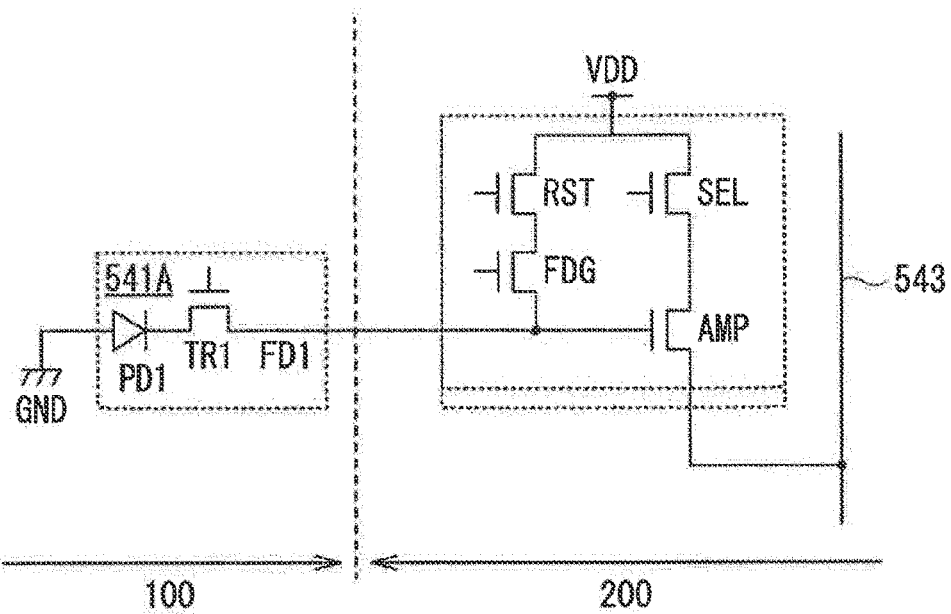 VDD
RST
SEL
FDG
541A
543
AMP
TR1
FD1
PD1
GND
100
200